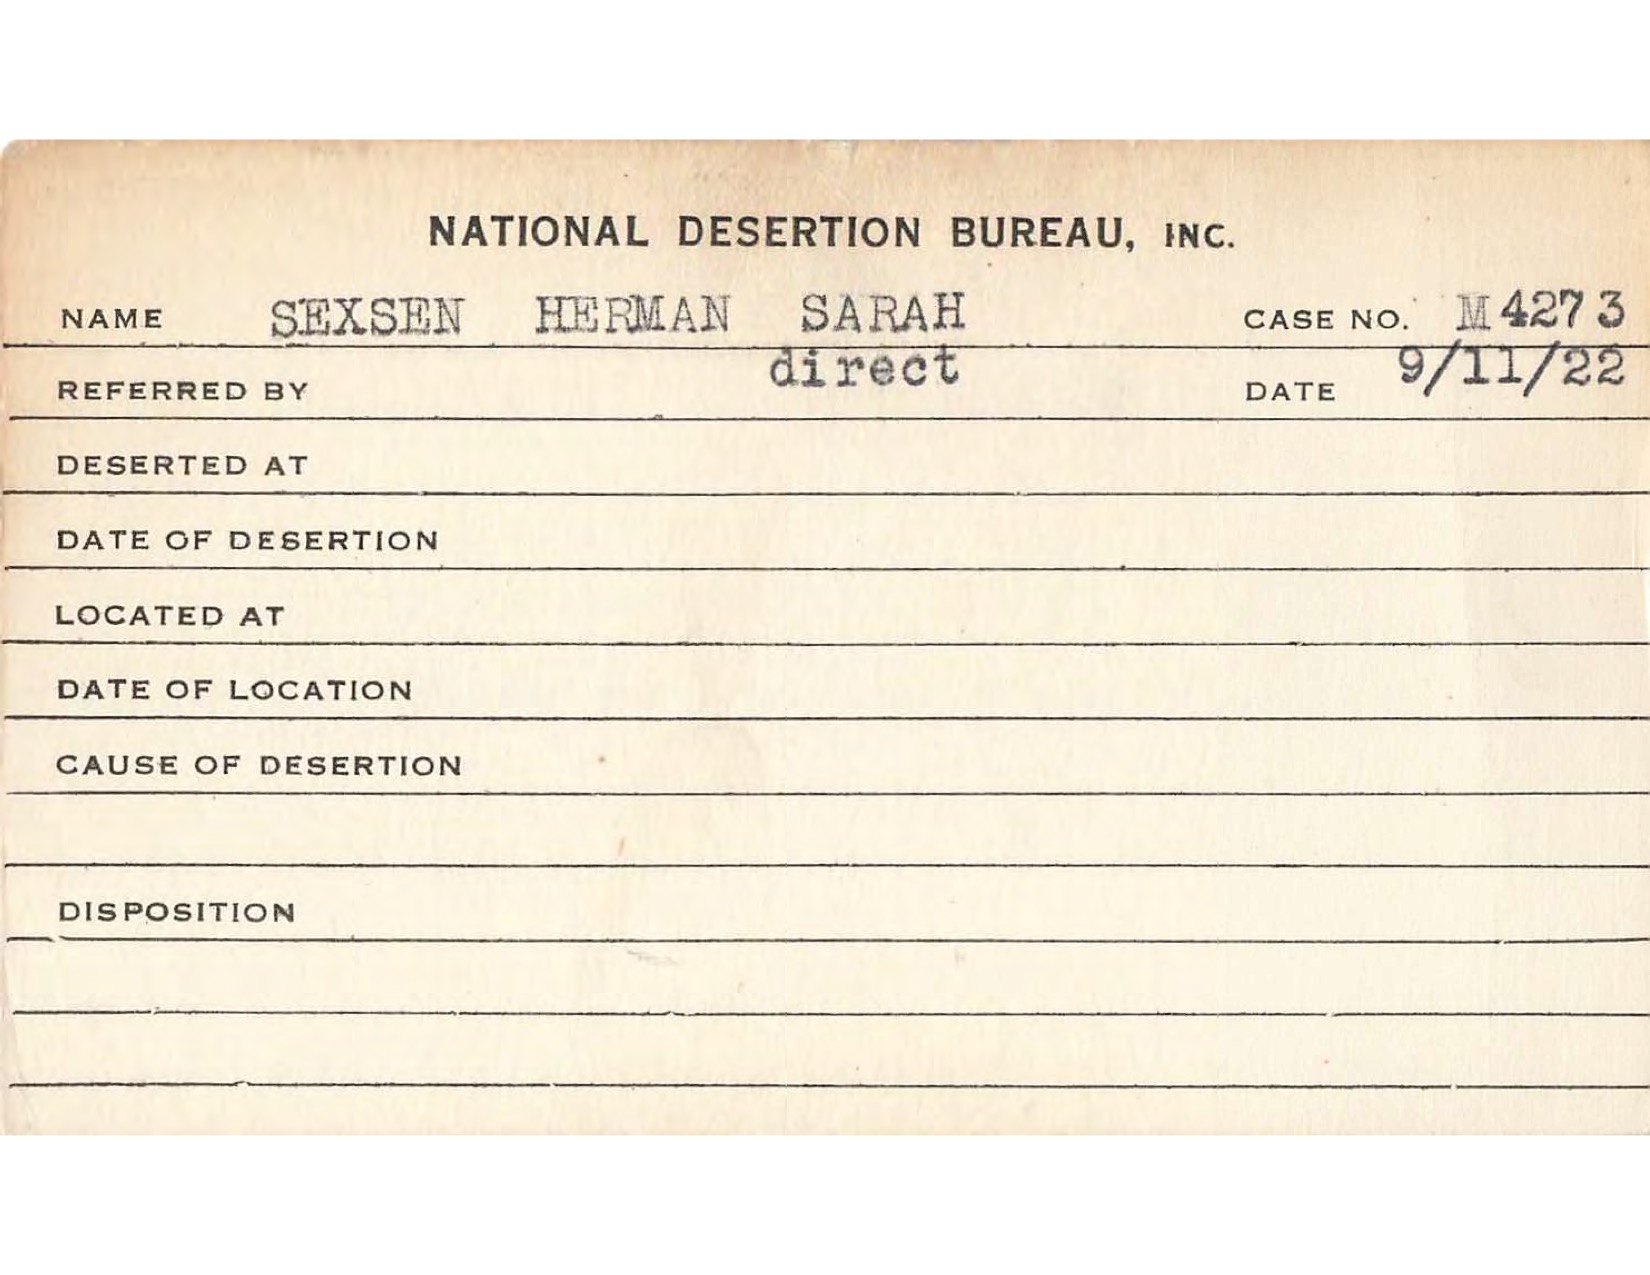 NATIONAL DESERTION BUREAU, INC.
NAME SEXSEN HERMAN SARAH CASE NO. M4273
REFERRED BY direct DATE 9/11/22
DESERTED AT
DATE OF DESERTION
LOCATED AT
DATE OF LOCATION
CAUSE OF DESERTION
DISPOSITION